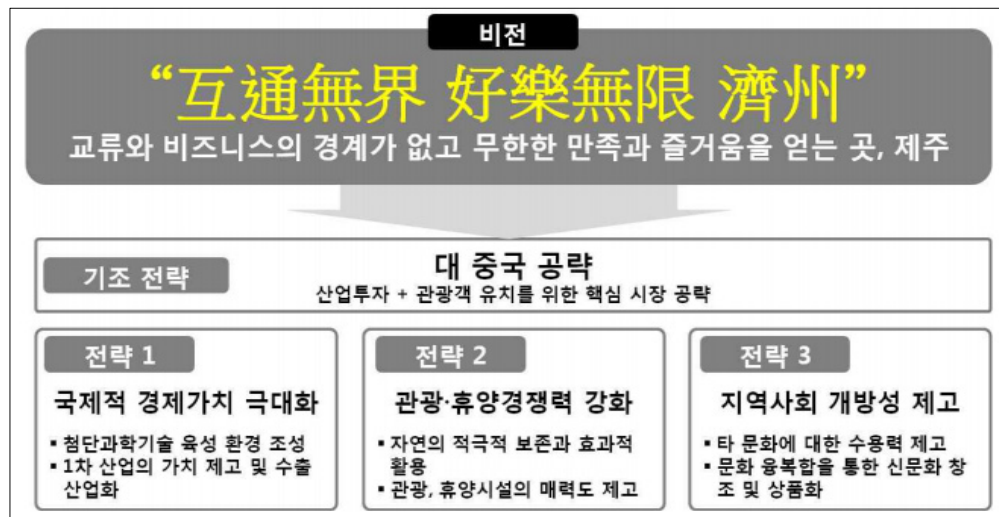 비전
“互通無界 好樂無限 濟州”
교류와 비즈니스의 경계가 없고 무한한 만족과 즐거움을 얻는 곳, 제주
기조 전략
대 중국 공략
산업투자 + 관광객 유치를 위한 핵심 시장 공략
전략 1
국제적 경제가치 극대화
▪ 첨단과학기술 육성 환경 조성
▪ 1차 산업의 가치 제고 및 수출
산업화
전략 2
관광·휴양경쟁력 강화
▪ 자연의 적극적 보존과 효과적
활용
▪ 관광, 휴양시설의 매력도 제고
전략 3
지역사회 개방성 제고
▪ 타 문화에 대한 수용력 제고
▪ 문화 융복합을 통한 신문화 창
조 및 상품화